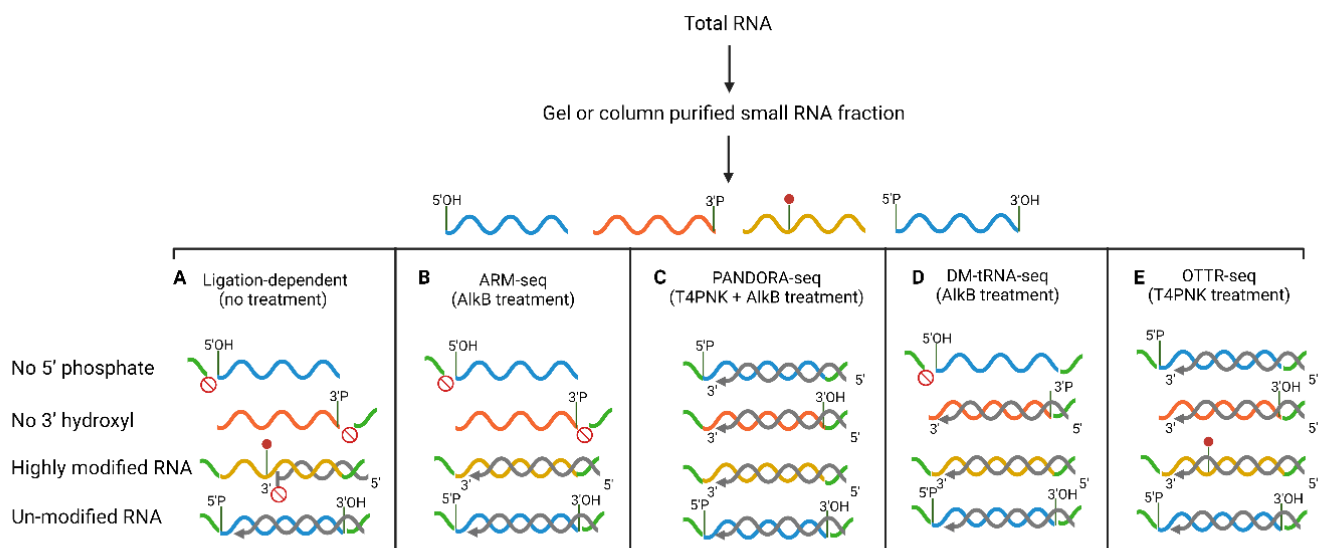 Total RNA
Gel or column purified small RNA fraction
5'OH
3'P
5'P
3'OH
A Ligation-dependent
(no treatment)
B ARM-seq
(AlkB treatment)
C PANDORA-seq
(T4PNK + AlkB treatment)
D DM-tRNA-seq
(AlkB treatment)
E OTTR-seq
(T4PNK treatment)
No 5' phosphate
5'OH
5'OH
5'P
3'
5'
5'OH
5'P
3'
5'
No 3' hydroxyl
3'P
3'P
3'OH
3'
5'
3'P
3'
5'
3'OH
3'
5'
Highly modified RNA
3'
5'
3'
5'
3'
5'
3'
5'
3'
5'
Un-modified RNA
5'P
3'OH
5'P
3'OH
5'P
3'OH
5'P
3'OH
5'P
3'OH